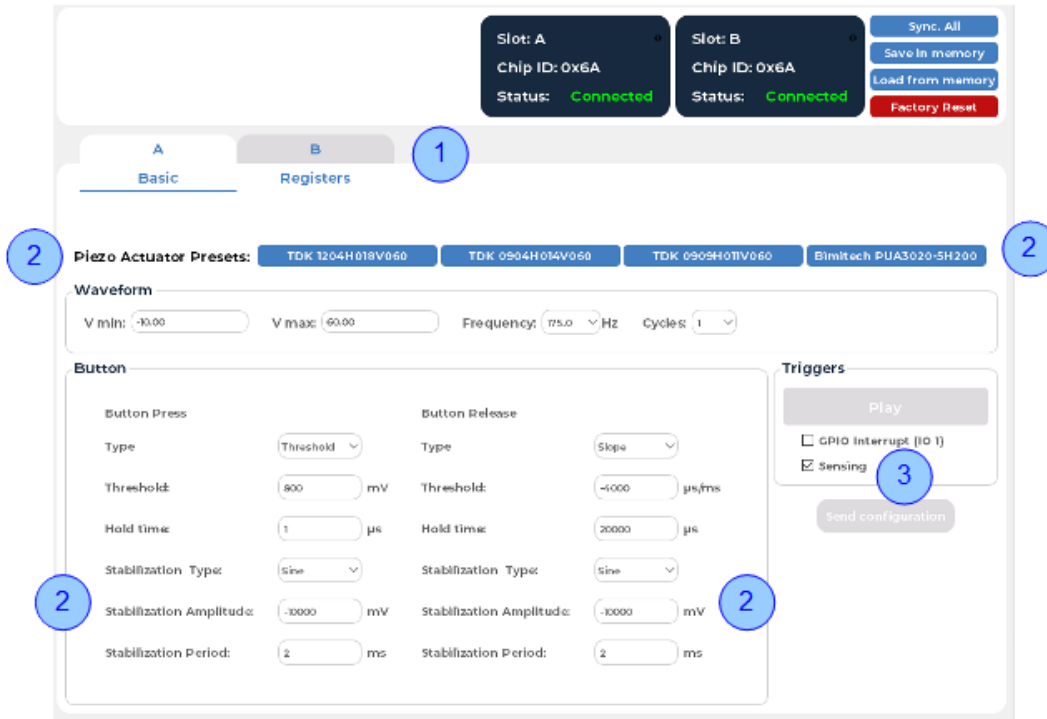 Slot: A
Chip ID: 0x6A
Status: Connected
Slot: B
Chip ID: 0x6A
Status: Connected
Sync. All
Save in memory
Load from memory
Factory Reset
A B
1
Basic Registers
2
Piezo Actuator Presets: TDK 1204H018V060 TDK 0904H014V060 TDK 0909H011V060 Bimitech PUA3020-5H200
2
Waveform
V min: -10.00 V max: 60.00 Frequency: 175.0 Hz Cycles: 1
Button
Button Press Button Release
Type Threshold Type Slope
Threshold: 800 mV Threshold: -4000 µs/ms
Hold time: 1 µs Hold time: 20000 µs
Stabilization Type: Sine Stabilization Type: Sine
2
Stabilization Amplitude: -10000 mV Stabilization Amplitude: -10000 mV
2
Stabilization Period: 2 ms Stabilization Period: 2 ms
Triggers
Play
GPIO Interrupt (IO 1)
Sensing
3
Send configuration